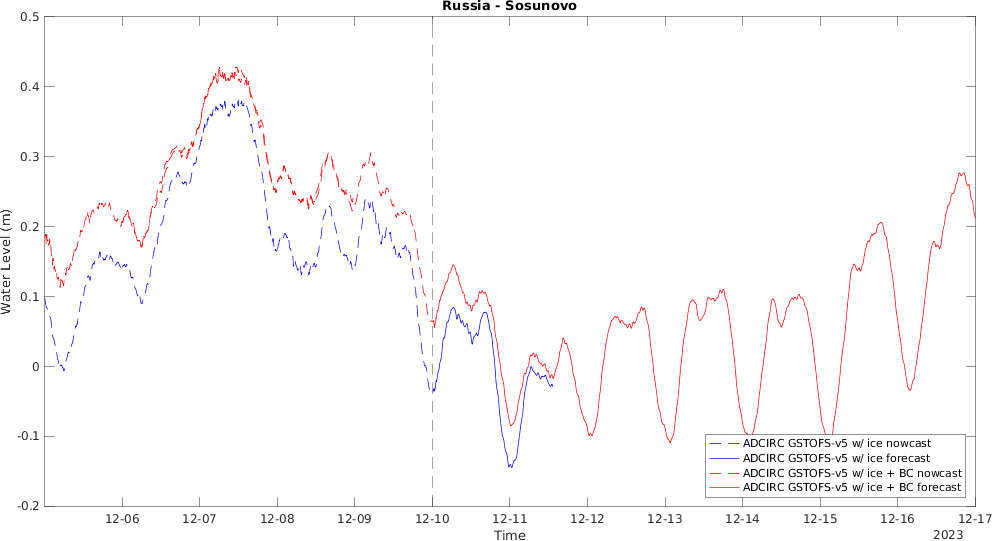 Russia - Sosunovo
Water Level (m)
0.5
0.4
0.3
0.2
0.1
0
-0.1
-0.2
ADCIRC GSTOFS-v5 w/ ice nowcast
ADCIRC GSTOFS-v5 w/ ice forecast
ADCIRC GSTOFS-v5 w/ ice + BC nowcast
ADCIRC GSTOFS-v5 w/ ice + BC forecast
12-06 12-07 12-08 12-09 12-10 12-11 12-12 12-13 12-14 12-15 12-16 12-17
Time
2023